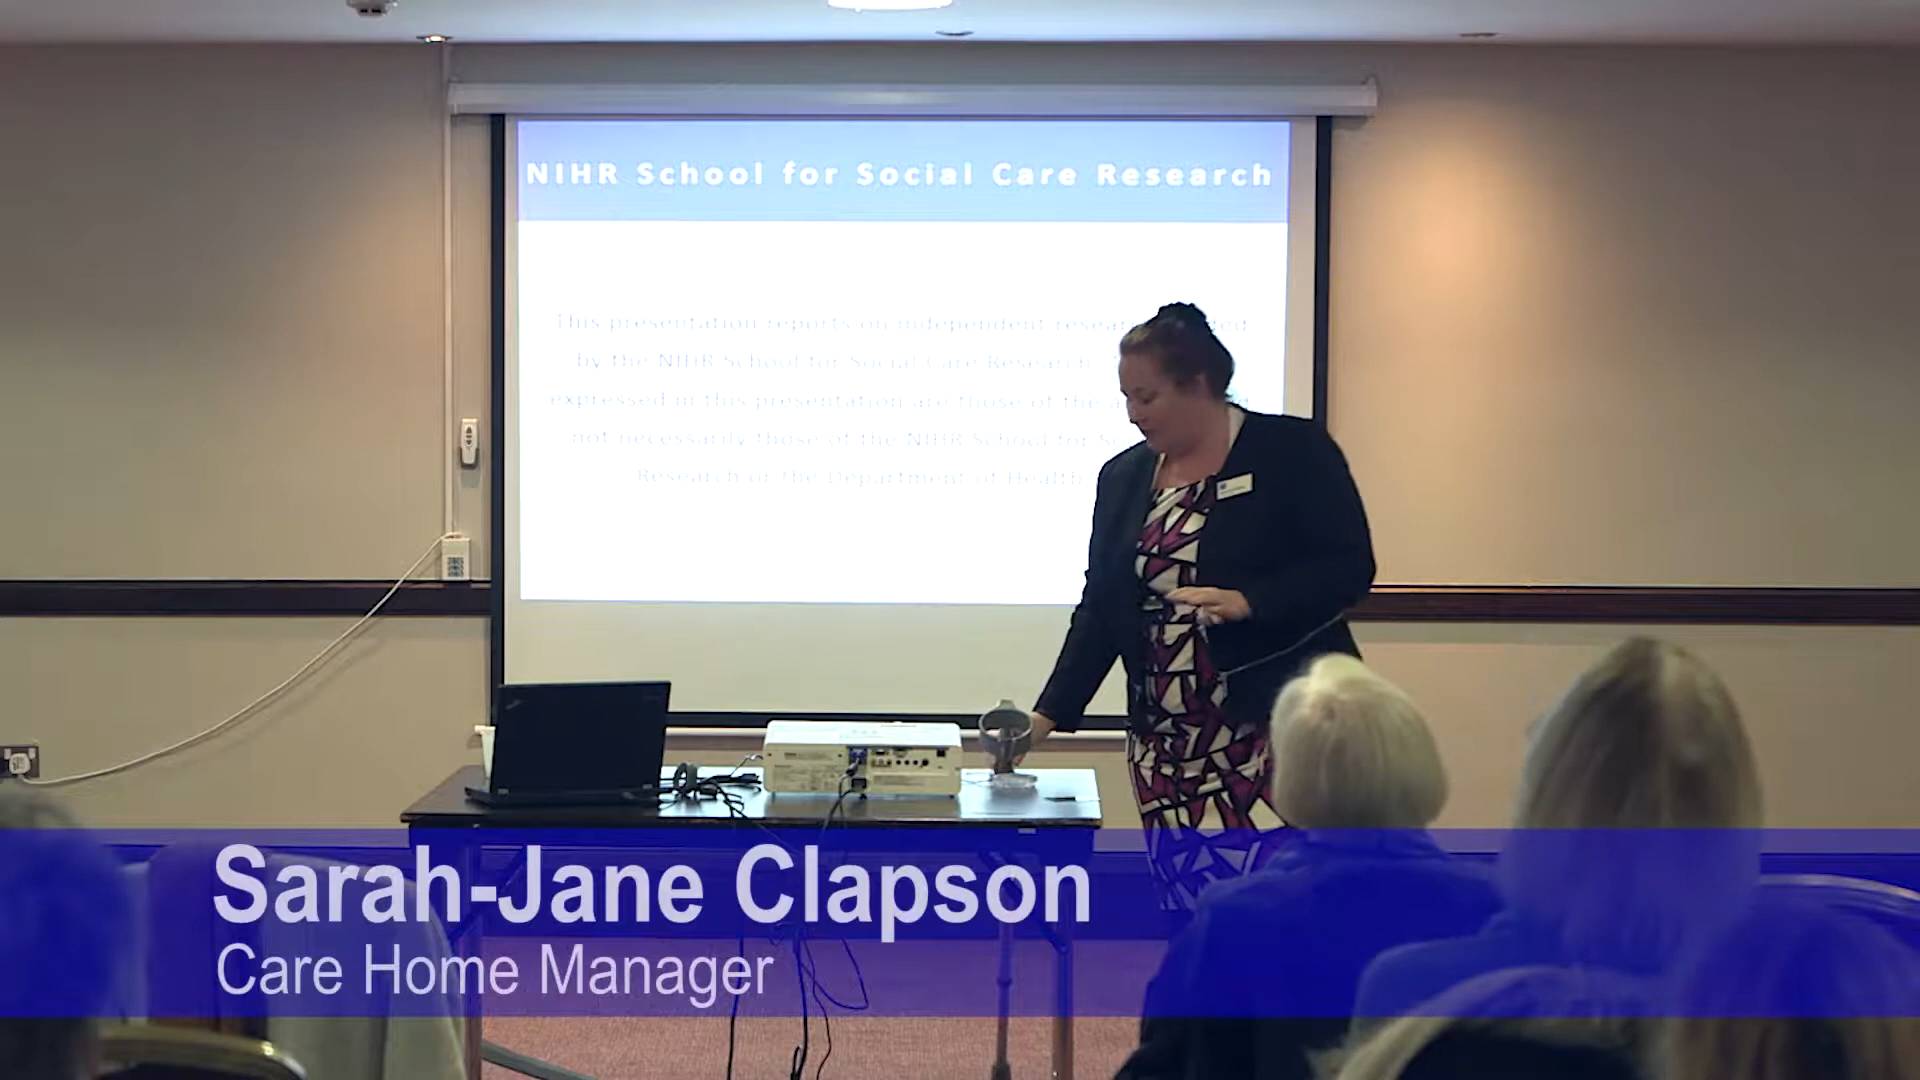 NIHR School for Social Care Research
This presentation reports on independent
by the NIHR School for Social Care Research.
expressed in this presentation are those of the
not necessarily those of the NIHR School for
Research or the Department of Health
Sarah-Jane Clapson
Care Home Manager